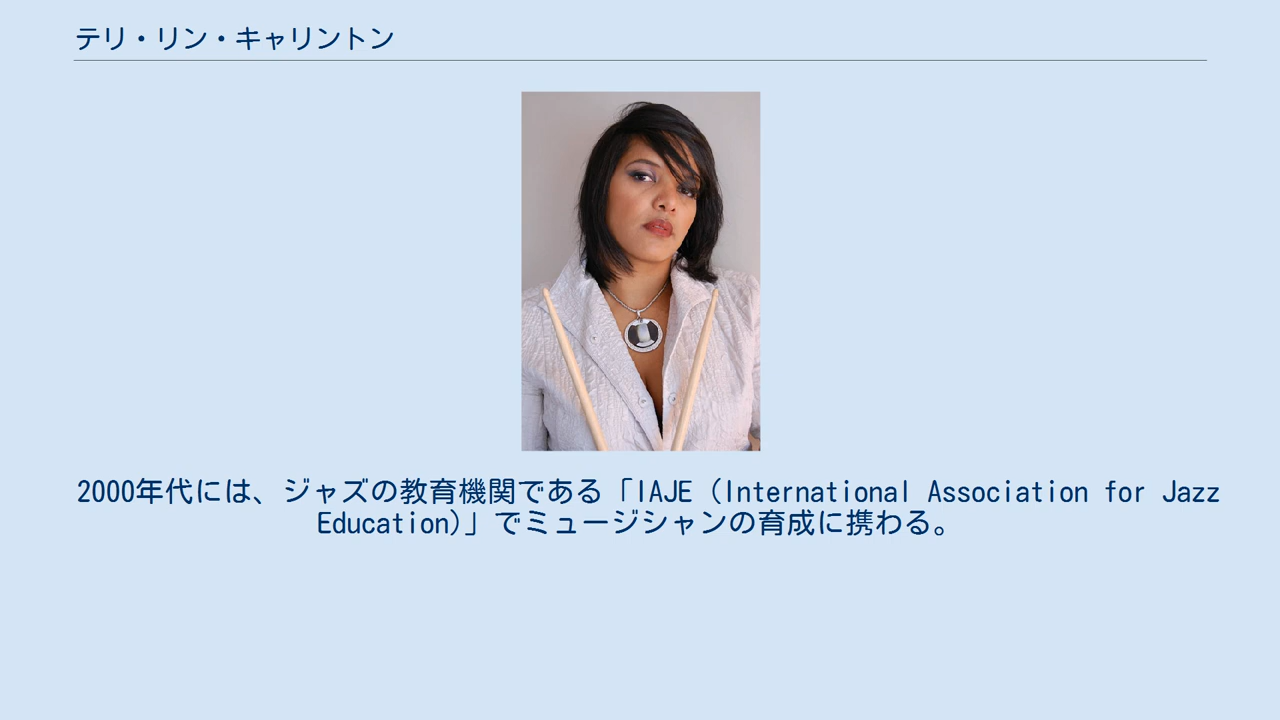 テリ・リン・キャリントン
2000年代には、ジャズの教育機関である「IAJE (International Association for Jazz
Education)」でミュージシャンの育成に携わる。